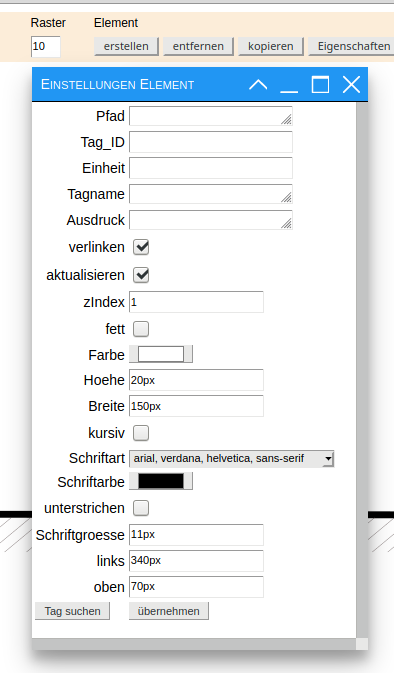 Raster Element
10 erstellen entfernen kopieren Eigenschaften
Einstellungen Element
Pfad
Tag_ID
Einheit
Tagname
Ausdruck
verlinken
aktualisieren
zIndex 1
fett
Farbe
Hoehe 20px
Breite 150px
kursiv
Schriftart arial, verdana, helvetica, sans-serif
Schriftfarbe
unterstrichen
Schriftgroesse 11px
links 340px
oben 70px
Tag suchen übernehmen